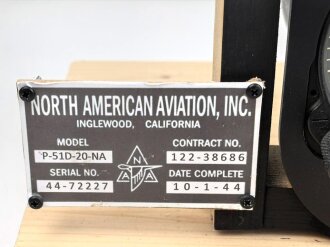 NORTH AMERICAN AVIATION, INC.
INGLEWOOD, CALIFORNIA
MODEL CONTRACT NO.
P-51D-20-NA 122-38686
SERIAL NO. N A A DATE COMPLETE
44-72227 10-1-44